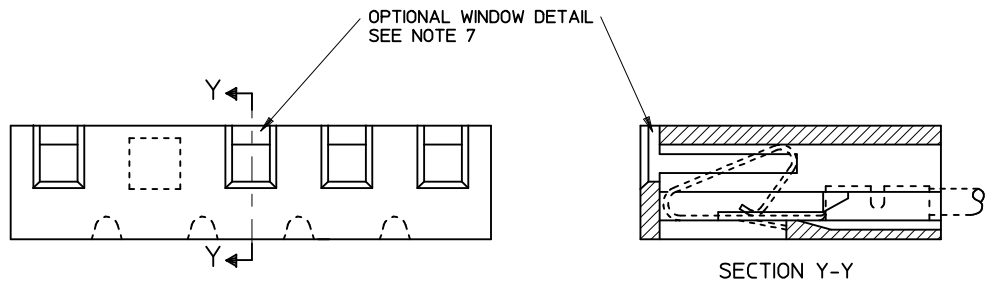 OPTIONAL WINDOW DETAIL
SEE NOTE 7
Y
Y
SECTION Y-Y